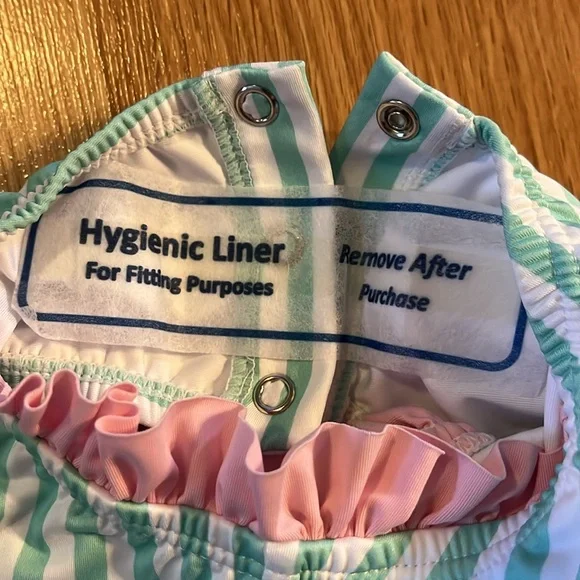 Hygienic Liner
For Fitting Purposes
Remove After
Purchase